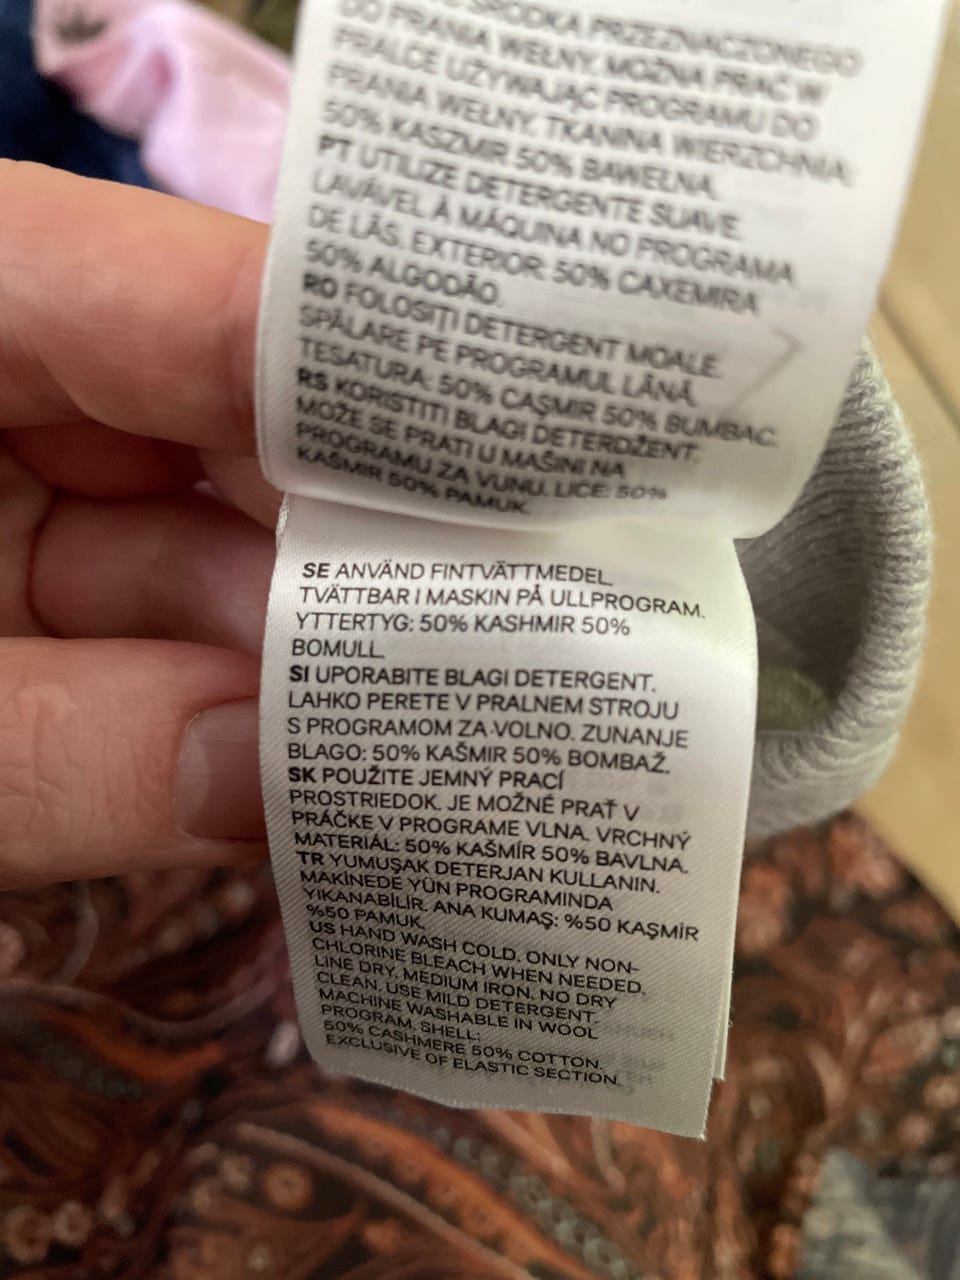 ŚRODKA PRZEZNACZONEGO
DO PRANIA WEŁNY. MOŻNA PRAĆ W
PRALCE UŻYWAJĄC PROGRAMU DO
PRANIA WEŁNY. TKANINA WIERZCHNIA:
50% KASZMIR 50% BAWEŁNA.
PT UTILIZE DETERGENTE SUAVE.
LAVÁVEL À MÁQUINA NO PROGRAMA
DE LÃS. EXTERIOR: 50% CAXEMIRA
50% ALGODÃO.
RO FOLOSIȚI DETERGENT MOALE.
SPĂLARE PE PROGRAMUL LÂNĂ.
TESATURA: 50% CAȘMIR 50% BUMBAC.
RS KORISTITI BLAGI DETERDŽENT.
MOŽE SE PRATI U MAŠINI NA
PROGRAMU ZA VUNU. LICE: 50%
KAŠMIR 50% PAMUK.
SE ANVÄND FINTVÄTTMEDEL.
TVÄTTBAR I MASKIN PÅ ULLPROGRAM.
YTTERTYG: 50% KASHMIR 50%
BOMULL.
SI UPORABITE BLAGI DETERGENT.
LAHKO PERETE V PRALNEM STROJU
S PROGRAMOM ZA VOLNO. ZUNANJE
BLAGO: 50% KAŠMIR 50% BOMBAŽ.
SK POUŽITE JEMNÝ PRACÍ
PROSTRIEDOK. JE MOŽNÉ PRAŤ V
PRÁČKE V PROGRAME VLNA. VRCHNÝ
MATERIÁL: 50% KAŠMÍR 50% BAVLNA.
TR YUMUŞAK DETERJAN KULLANIN.
MAKİNEDE YÜN PROGRAMINDA
YIKANABİLİR. ANA KUMAŞ: %50 KAŞMİR
%50 PAMUK.
US HAND WASH COLD. ONLY NON-
CHLORINE BLEACH WHEN NEEDED.
LINE DRY. MEDIUM IRON. NO DRY
CLEAN. USE MILD DETERGENT.
MACHINE WASHABLE IN WOOL
PROGRAM. SHELL:
50% CASHMERE 50% COTTON.
EXCLUSIVE OF ELASTIC SECTION.